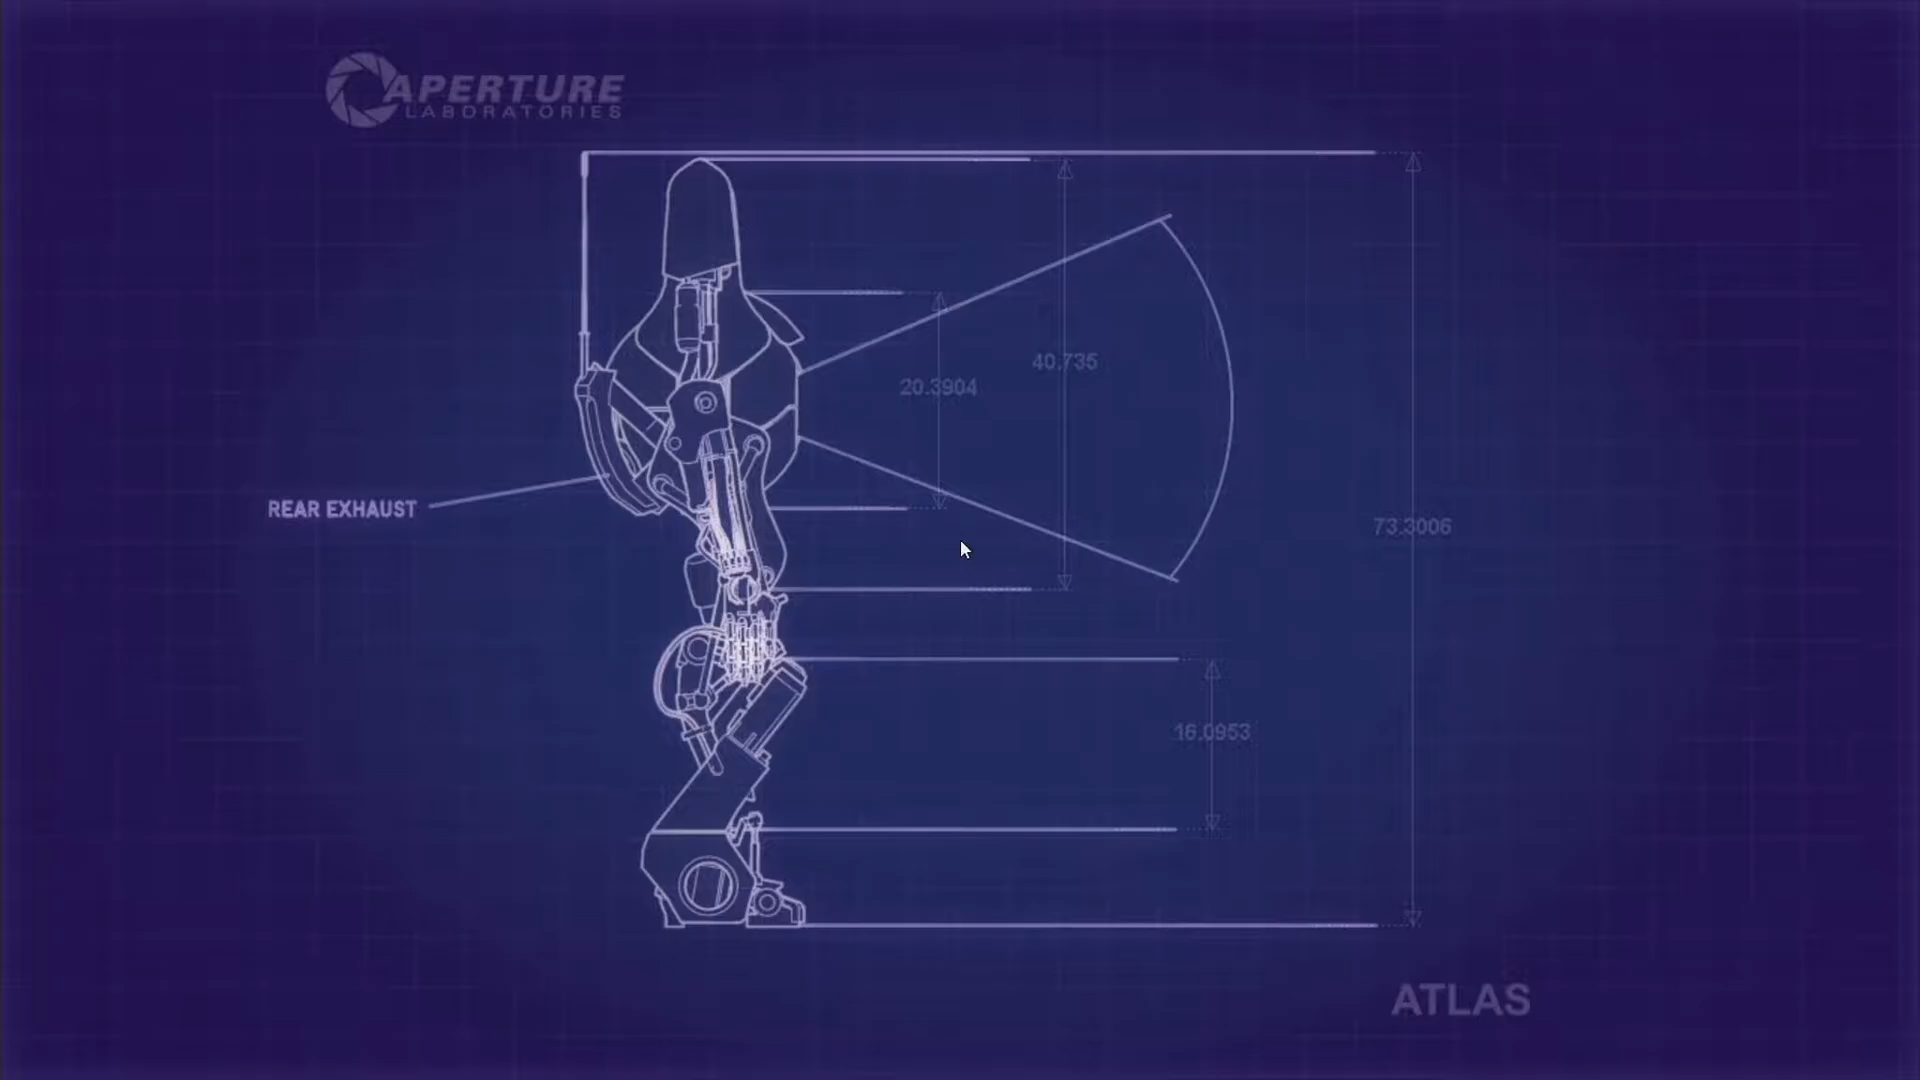 APERTURE
LABORATORIES
40.735
20.3904
REAR EXHAUST
73.3006
16.0953
ATLAS